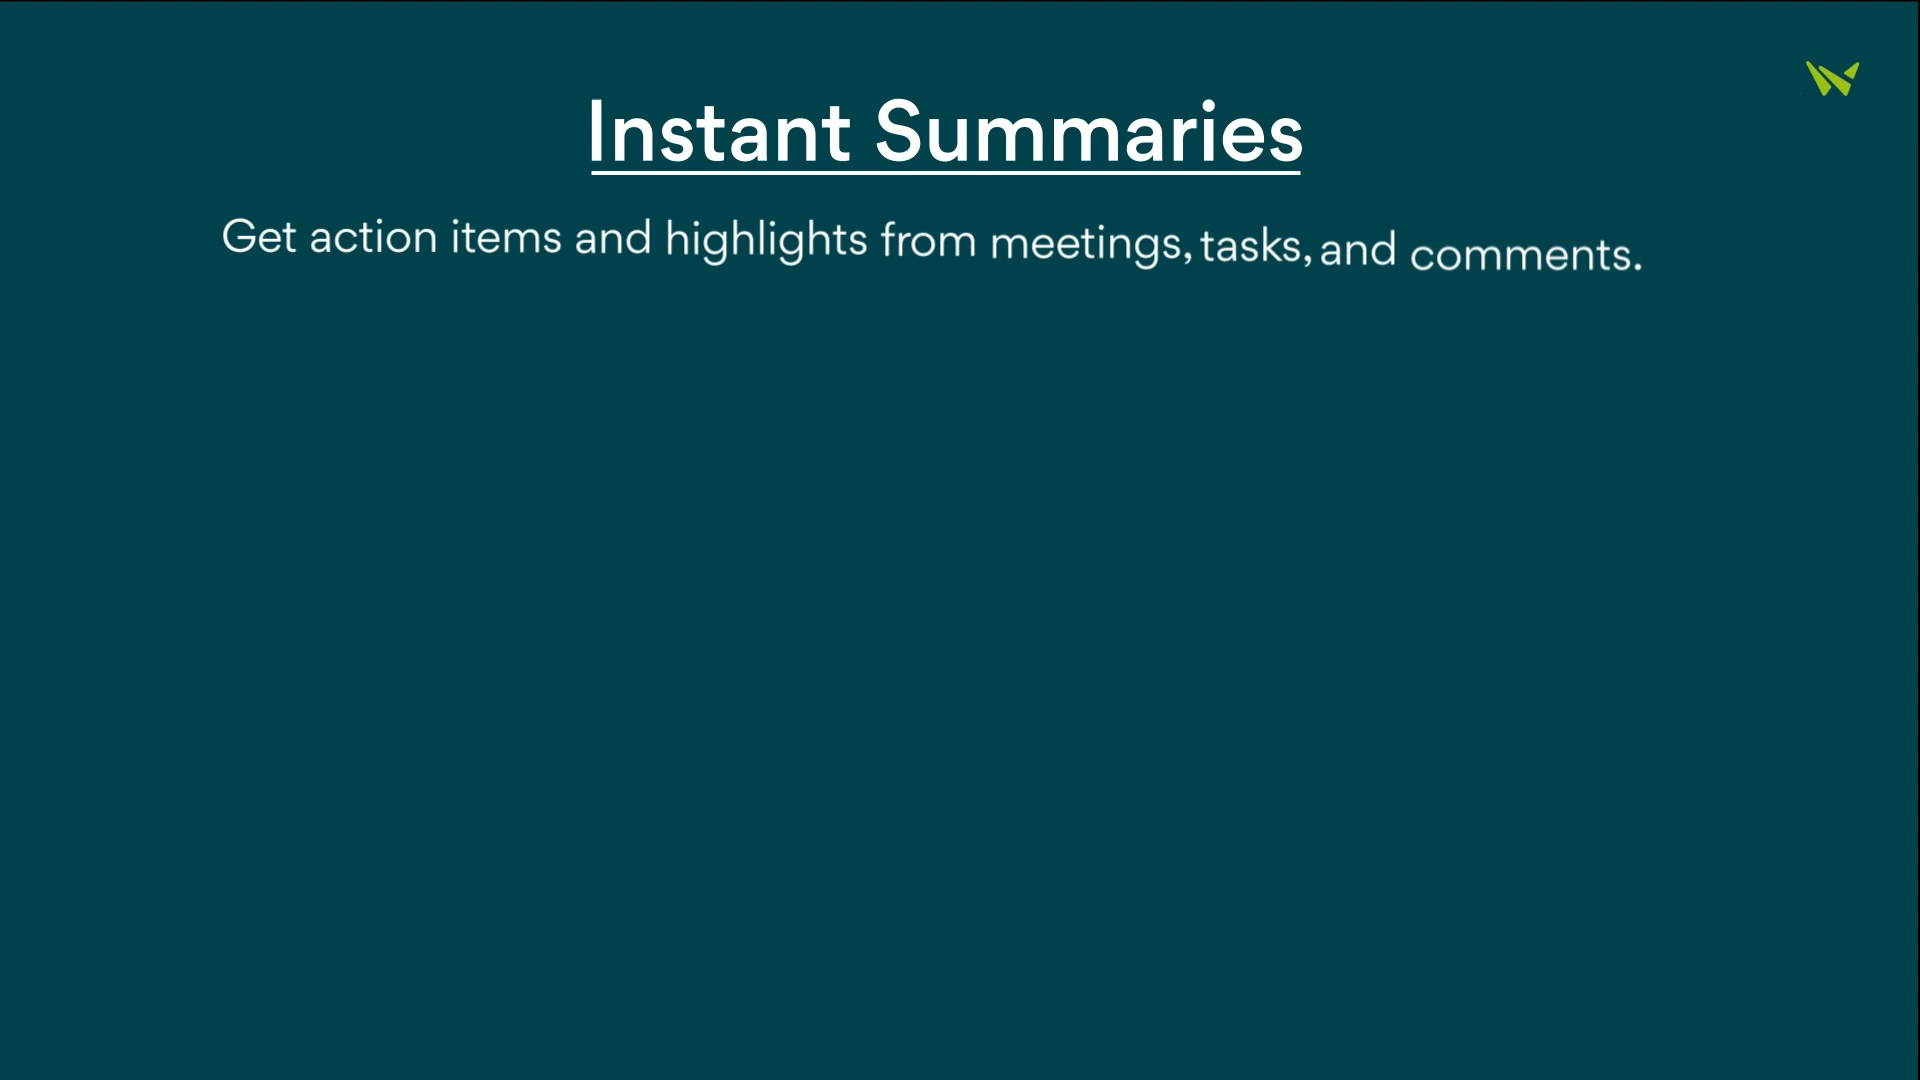 Instant Summaries
Get action items and highlights from meetings, tasks, and comments.